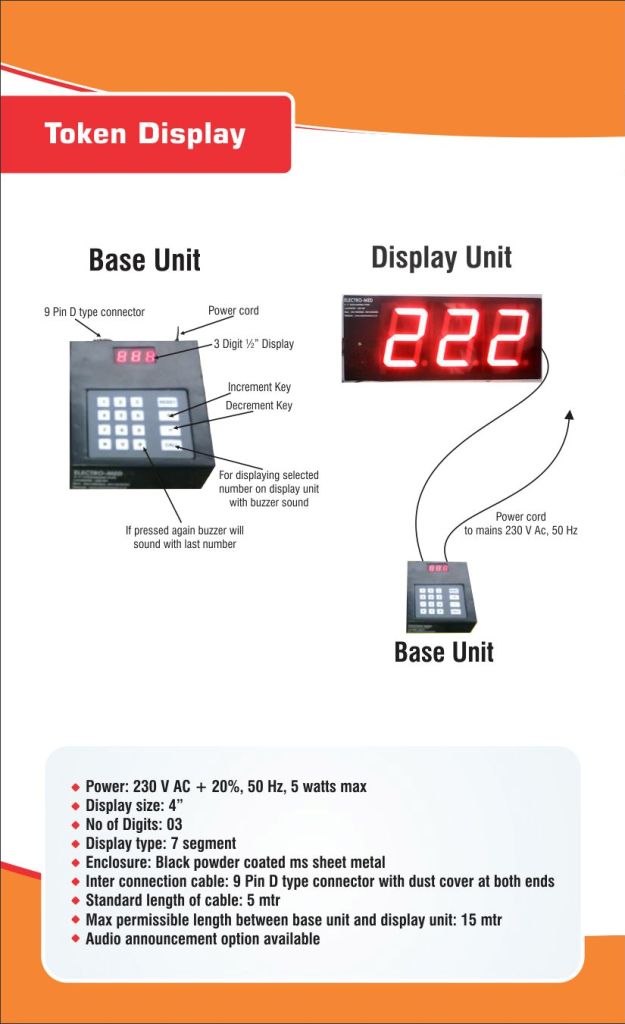 Token Display
Base Unit
Display Unit
9 Pin D type connector
Power cord
3 Digit ½” Display
Increment Key
Decrement Key
For displaying selected
number on display unit
with buzzer sound
If pressed again buzzer will
sound with last number
ELECTRO-MED
ELECTRO-MED
222
Power cord
to mains 230 V Ac, 50 Hz
Base Unit
Power: 230 V AC + 20%, 50 Hz, 5 watts max
Display size: 4”
No of Digits: 03
Display type: 7 segment
Enclosure: Black powder coated ms sheet metal
Inter connection cable: 9 Pin D type connector with dust cover at both ends
Standard length of cable: 5 mtr
Max permissible length between base unit and display unit: 15 mtr
Audio announcement option available